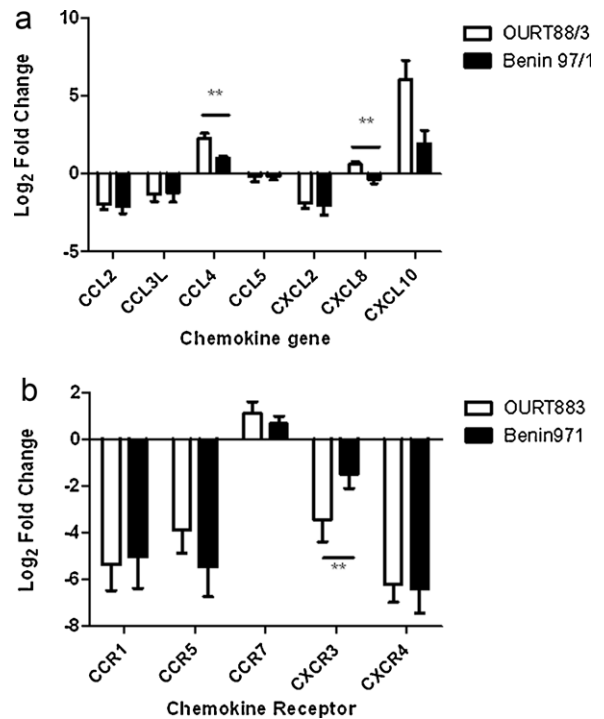 a
OURT88/3
Benin 97/1
Log2 Fold Change
10
5
0
-5
**
**
CCL2
CCL3L
CCL4
CCL5
CXCL2
CXCL8
CXCL10
Chemokine gene
b
OURT883
Benin971
Log2 Fold Change
2
0
-2
-4
-6
-8
**
CCR1
CCR5
CCR7
CXCR3
CXCR4
Chemokine Receptor